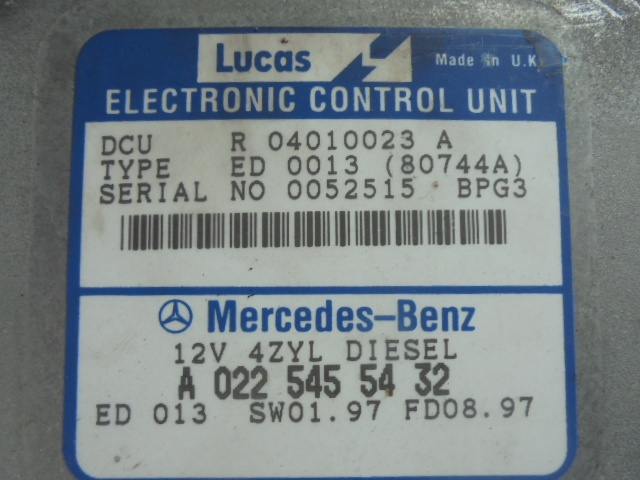 Lucas Made in U.K
ELECTRONIC CONTROL UNIT
DCU R 04010023 A
TYPE ED 0013 (80744A)
SERIAL NO 0052515 BPG3
Mercedes-Benz
12V 4ZYL DIESEL
A 022 545 54 32
ED 013 SW01.97 FD08.97